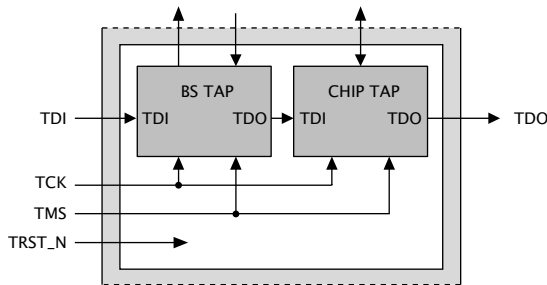 BS TAP CHIP TAP
TDI TDI TDO TDI TDO TDO
TCK
TMS
TRST_N